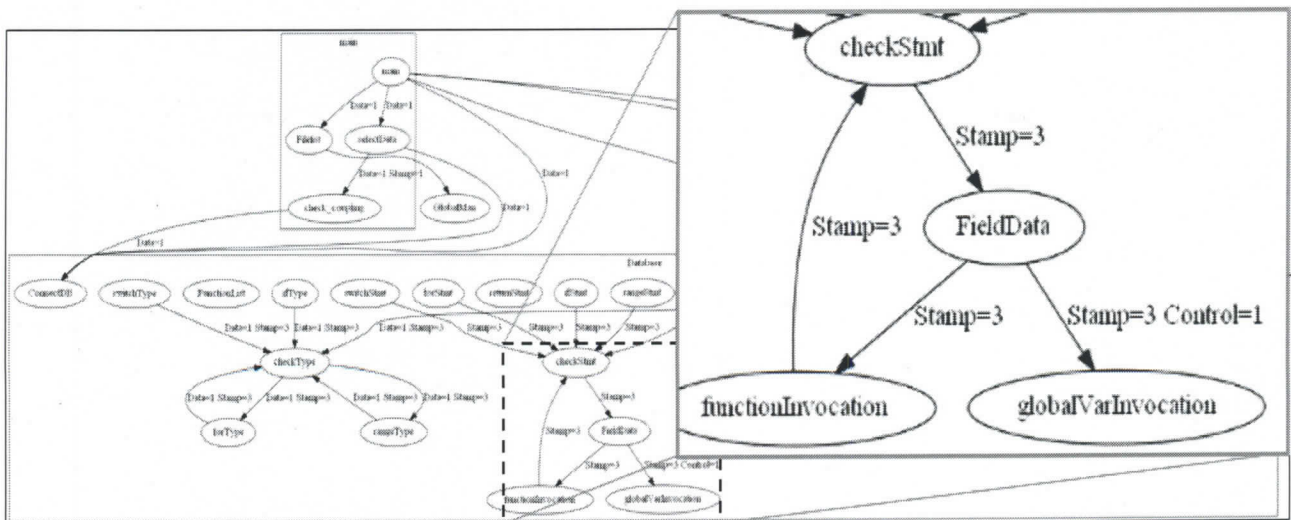 main
main
Data=1 Data=1
FileList selectData
Data=1 Stamp=1 Data=1
check_coupling GlobalMan Data=1
Data=1
Database
ConnectDB switchType FunctionList ifType switchStmt forStmt returnStmt ifStmt rangeStmt
Data=1 Stamp=3 Data=1 Stamp=3 Data=1 Stamp=3 Stamp=3 Stamp=3 Stamp=3 Stamp=3
checkType checkStmt
Data=1 Stamp=3 Data=1 Stamp=3 Data=1 Stamp=3 Data=1 Stamp=3 Stamp=3
forType rangeType FieldData
Stamp=3
Stamp=3 Stamp=3 Control=1
functionInvocation globalVarInvocation
checkStmt
Stamp=3
Stamp=3 FieldData
Stamp=3 Stamp=3 Control=1
functionInvocation globalVarInvocation